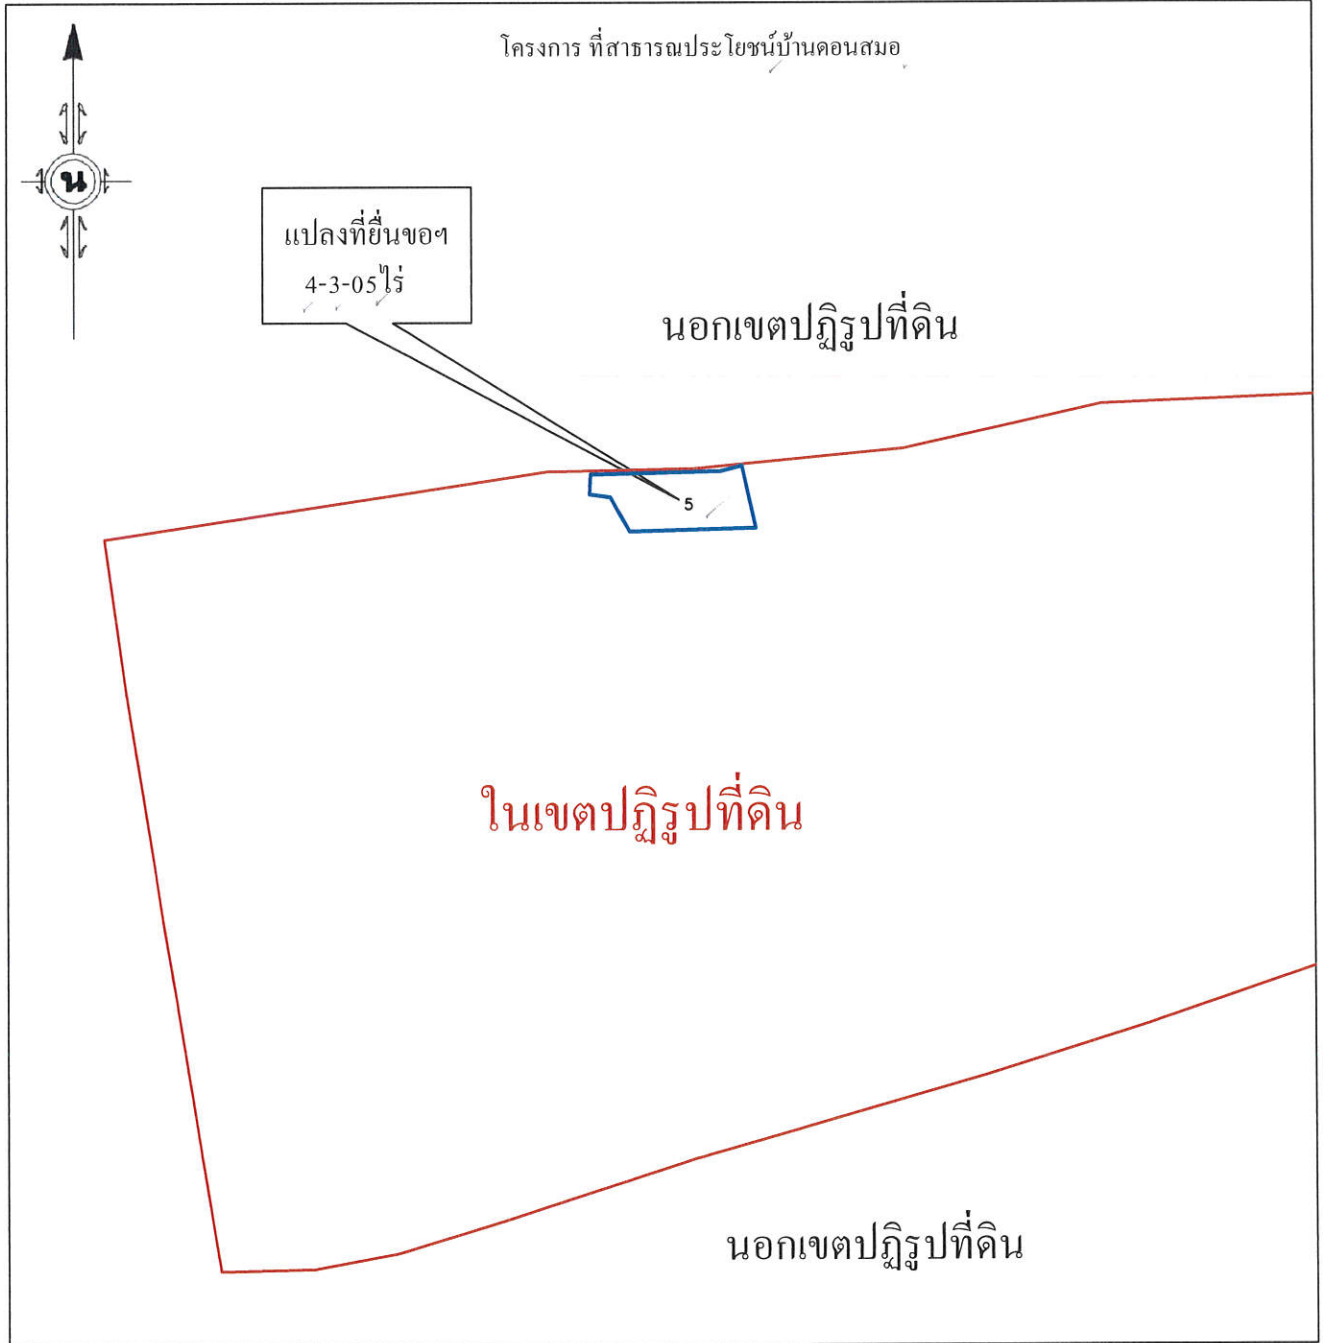 โครงการ ที่สาธารณประโยชน์บ้านดอนสมอ
น
แปลงที่ยื่นขอฯ
4-3-05ไร่
นอกเขตปฏิรูปที่ดิน
5
ในเขตปฏิรูปที่ดิน
นอกเขตปฏิรูปที่ดิน